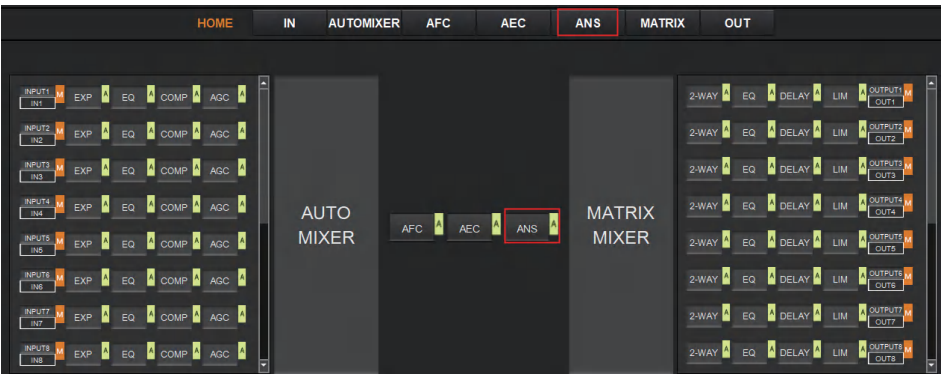 HOME IN AUTOMIXER AFC AEC ANS MATRIX OUT
INPUT1 M EXP A EQ A COMP A AGC A
IN1
INPUT2 M EXP A EQ A COMP A AGC A
IN2
INPUT3 M EXP A EQ A COMP A AGC A
IN3
INPUT4 M EXP A EQ A COMP A AGC A
IN4
INPUT5 M EXP A EQ A COMP A AGC A
IN5
INPUT6 M EXP A EQ A COMP A AGC A
IN6
INPUT7 M EXP A EQ A COMP A AGC A
IN7
INPUT8 M EXP A EQ A COMP A AGC A
IN8
AUTO
MIXER
AFC A AEC A ANS A
MATRIX
MIXER
2-WAY A EQ A DELAY A LIM A OUTPUT1 M
OUT1
2-WAY A EQ A DELAY A LIM A OUTPUT2 M
OUT2
2-WAY A EQ A DELAY A LIM A OUTPUT3 M
OUT3
2-WAY A EQ A DELAY A LIM A OUTPUT4 M
OUT4
2-WAY A EQ A DELAY A LIM A OUTPUT5 M
OUT5
2-WAY A EQ A DELAY A LIM A OUTPUT6 M
OUT6
2-WAY A EQ A DELAY A LIM A OUTPUT7 M
OUT7
2-WAY A EQ A DELAY A LIM A OUTPUT8 M
OUT8